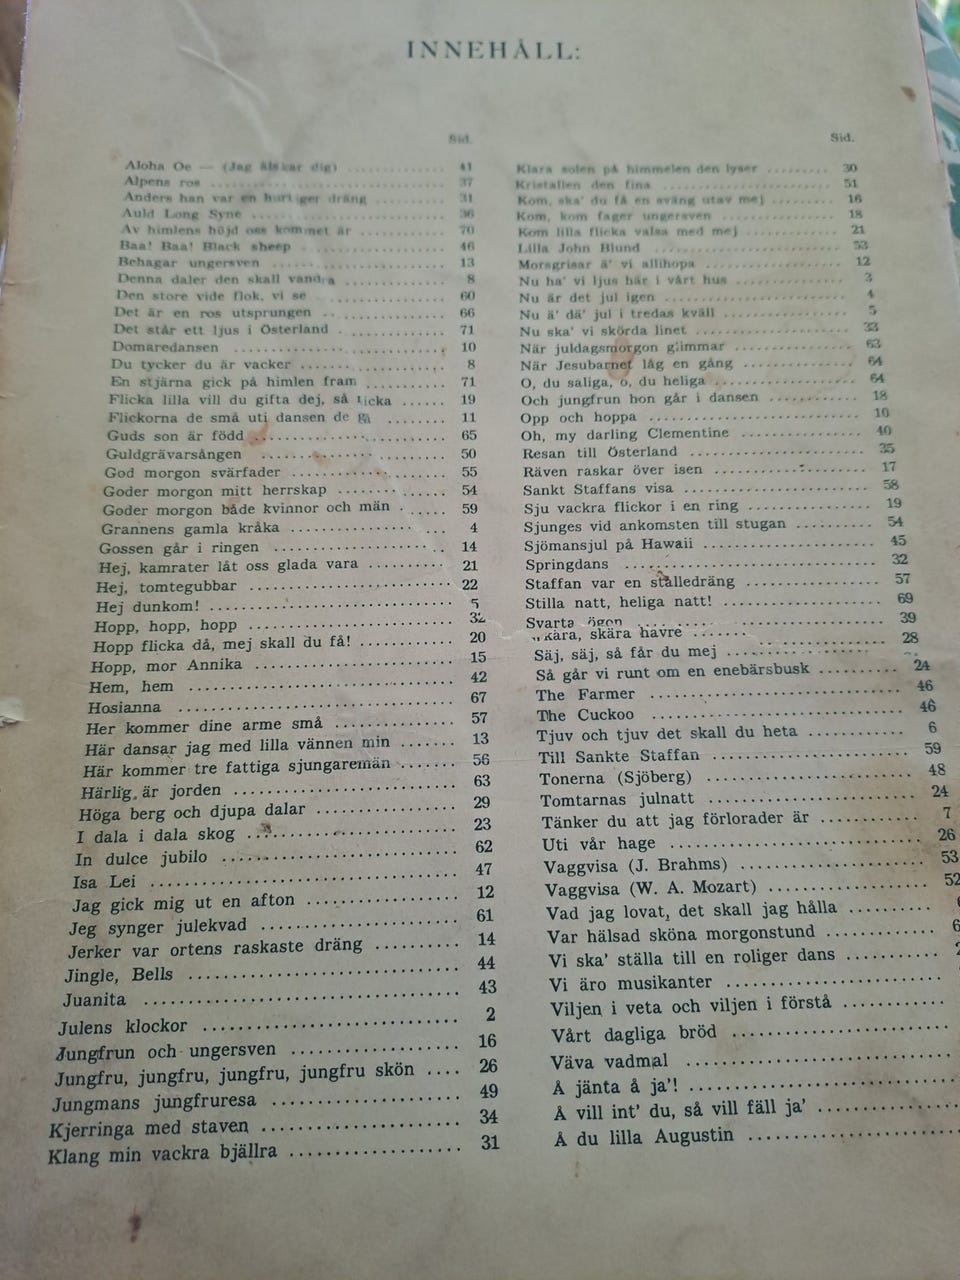 INNEHÅLL:
Sid.
Aloha Oe — (Jag älskar dig) 41
Alpens ros 37
Anders han var en hurtiger dräng 31
Auld Long Syne 36
Av himlens höjd oss kommet är 70
Baa! Baa! Black sheep 46
Behagar ungersven 13
Denna daler den skall vandra 8
Den store vide flok, vi se 60
Det är en ros utsprungen 66
Det står ett ljus i Österland 71
Domaredansen 10
Du tycker du är vacker 8
En stjärna gick på himlen fram 71
Flicka lilla vill du gifta dej, så ticka 19
Flickorna de små uti dansen de gå 11
Guds son är född 65
Guldgrävarsången 50
God morgon svärfader 55
Goder morgon mitt herrskap 54
Goder morgon både kvinnor och män 59
Grannens gamla kråka 4
Gossen går i ringen 14
Hej, kamrater låt oss glada vara 21
Hej, tomtegubbar 22
Hej dunkom! 5
Hopp, hopp, hopp 32
Hopp flicka då, mej skall du få! 20
Hopp, mor Annika 15
Hem, hem 42
Hosianna 67
Her kommer dine arme små 57
Här dansar jag med lilla vännen min 13
Här kommer tre fattiga sjungaremän 56
Härlig är jorden 63
Höga berg och djupa dalar 29
I dala i dala skog 23
In dulce jubilo 62
Isa Lei 47
Jag gick mig ut en afton 12
Jeg synger julekvad 61
Jerker var ortens raskaste dräng 14
Jingle, Bells 44
Juanita 43
Julens klockor 2
Jungfrun och ungersven 16
Jungfru, jungfru, jungfru, jungfru skön 26
Jungmans jungfruresa 49
Kjerringa med staven 34
Klang min vackra bjällra 31
Sid.
Klara solen på himmelen den lyser 30
Kristallen den fina 51
Kom, ska' du få en sväng utav mej 16
Kom, kom fager ungersven 18
Kom lilla flicka valsa med mej 21
Lilla John Blund 53
Morsgrisar ä' vi allihopa 12
Nu ha' vi ljus här i vårt hus 3
Nu är det jul igen 4
Nu ä' dä' jul i tredas kväll 5
Nu ska' vi skörda linet 33
När juldagsmorgon glimmar 63
När Jesubarnet låg en gång 64
O, du saliga, o, du heliga 64
Och jungfrun hon går i dansen 18
Opp och hoppa 10
Oh, my darling Clementine 40
Resan till Österland 35
Räven raskar över isen 17
Sankt Staffans visa 58
Sju vackra flickor i en ring 19
Sjunges vid ankomsten till stugan 54
Sjömansjul på Hawaii 45
Springdans 32
Staffan var en stalledräng 57
Stilla natt, heliga natt! 69
Svarta ögon 39
skära havre 28
Säj, säj, så får du mej
Så går vi runt om en enebärsbusk 24
The Farmer 46
The Cuckoo 46
Tjuv och tjuv det skall du heta 6
Till Sankte Staffan 59
Tonerna (Sjöberg) 48
Tomtarnas julnatt 24
Tänker du att jag förlorader är 7
Uti vår hage 26
Vaggvisa (J. Brahms) 53
Vaggvisa (W. A. Mozart) 52
Vad jag lovat, det skall jag hålla
Var hälsad sköna morgonstund
Vi ska' ställa till en roliger dans
Vi äro musikanter
Viljen i veta och viljen i förstå
Vårt dagliga bröd
Väva vadmal
Å jänta å ja'!
Å vill int' du, så vill fäll ja'
Å du lilla Augustin